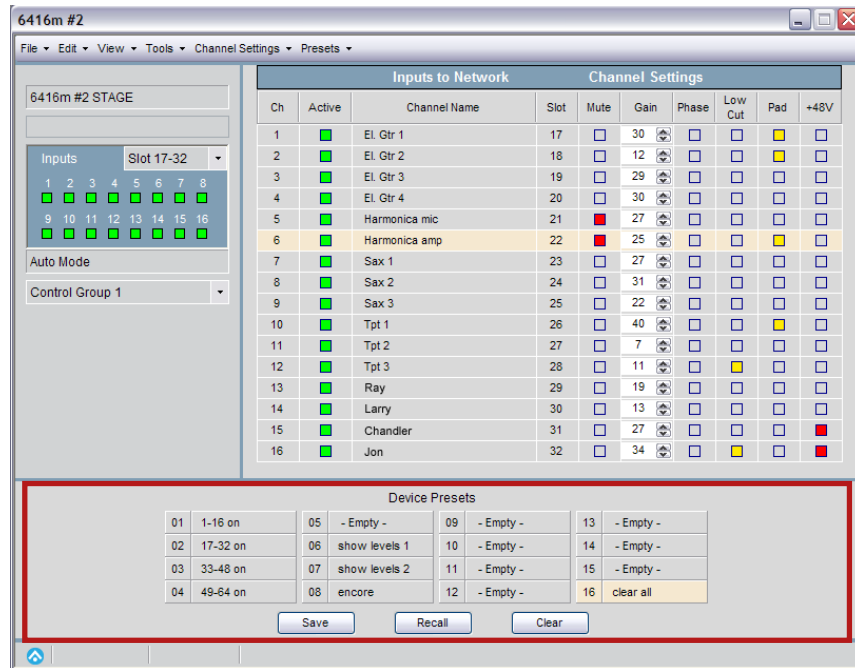 6416m #2
File Edit View Tools Channel Settings Presets
6416m #2 STAGE
Inputs Slot 17-32
1 2 3 4 5 6 7 8
9 10 11 12 13 14 15 16
Auto Mode
Control Group 1
Inputs to Network Channel Settings
Ch Active Channel Name Slot Mute Gain Phase Low Cut Pad +48V
1 El. Gtr 1 17 30
2 El. Gtr 2 18 12
3 El. Gtr 3 19 29
4 El. Gtr 4 20 30
5 Harmonica mic 21 27
6 Harmonica amp 22 25
7 Sax 1 23 27
8 Sax 2 24 31
9 Sax 3 25 22
10 Tpt 1 26 40
11 Tpt 2 27 7
12 Tpt 3 28 11
13 Ray 29 19
14 Larry 30 13
15 Chandler 31 27
16 Jon 32 34
Device Presets
01 1-16 on 05 - Empty - 09 - Empty - 13 - Empty -
02 17-32 on 06 show levels 1 10 - Empty - 14 - Empty -
03 33-48 on 07 show levels 2 11 - Empty - 15 - Empty -
04 49-64 on 08 encore 12 - Empty - 16 clear all
Save Recall Clear